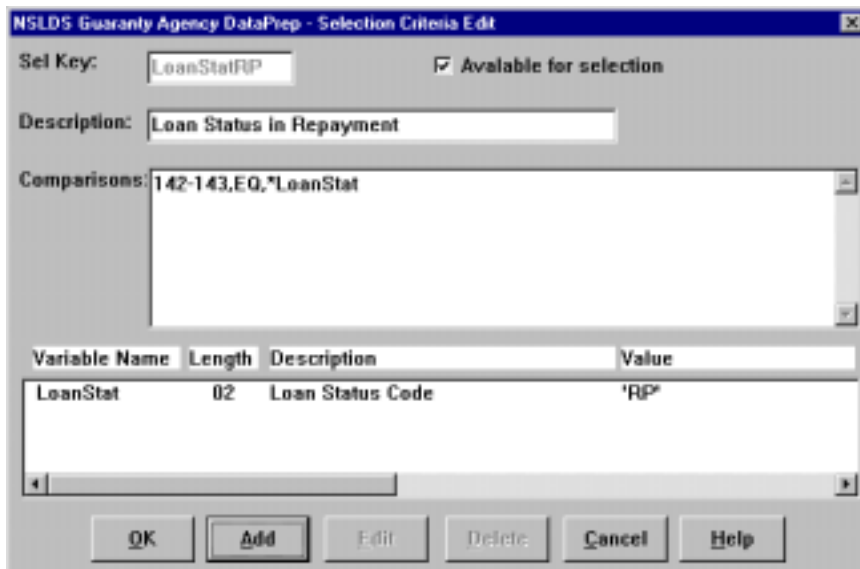 NSLDS Guaranty Agency DataPrep - Selection Criteria Edit
Sel Key: LoanStatRP Available for selection
Description: Loan Status in Repayment
Comparisons: 142-143,EQ,*LoanStat
Variable Name Length Description Value
LoanStat 02 Loan Status Code 'RP'
OK Add Edit Delete Cancel Help